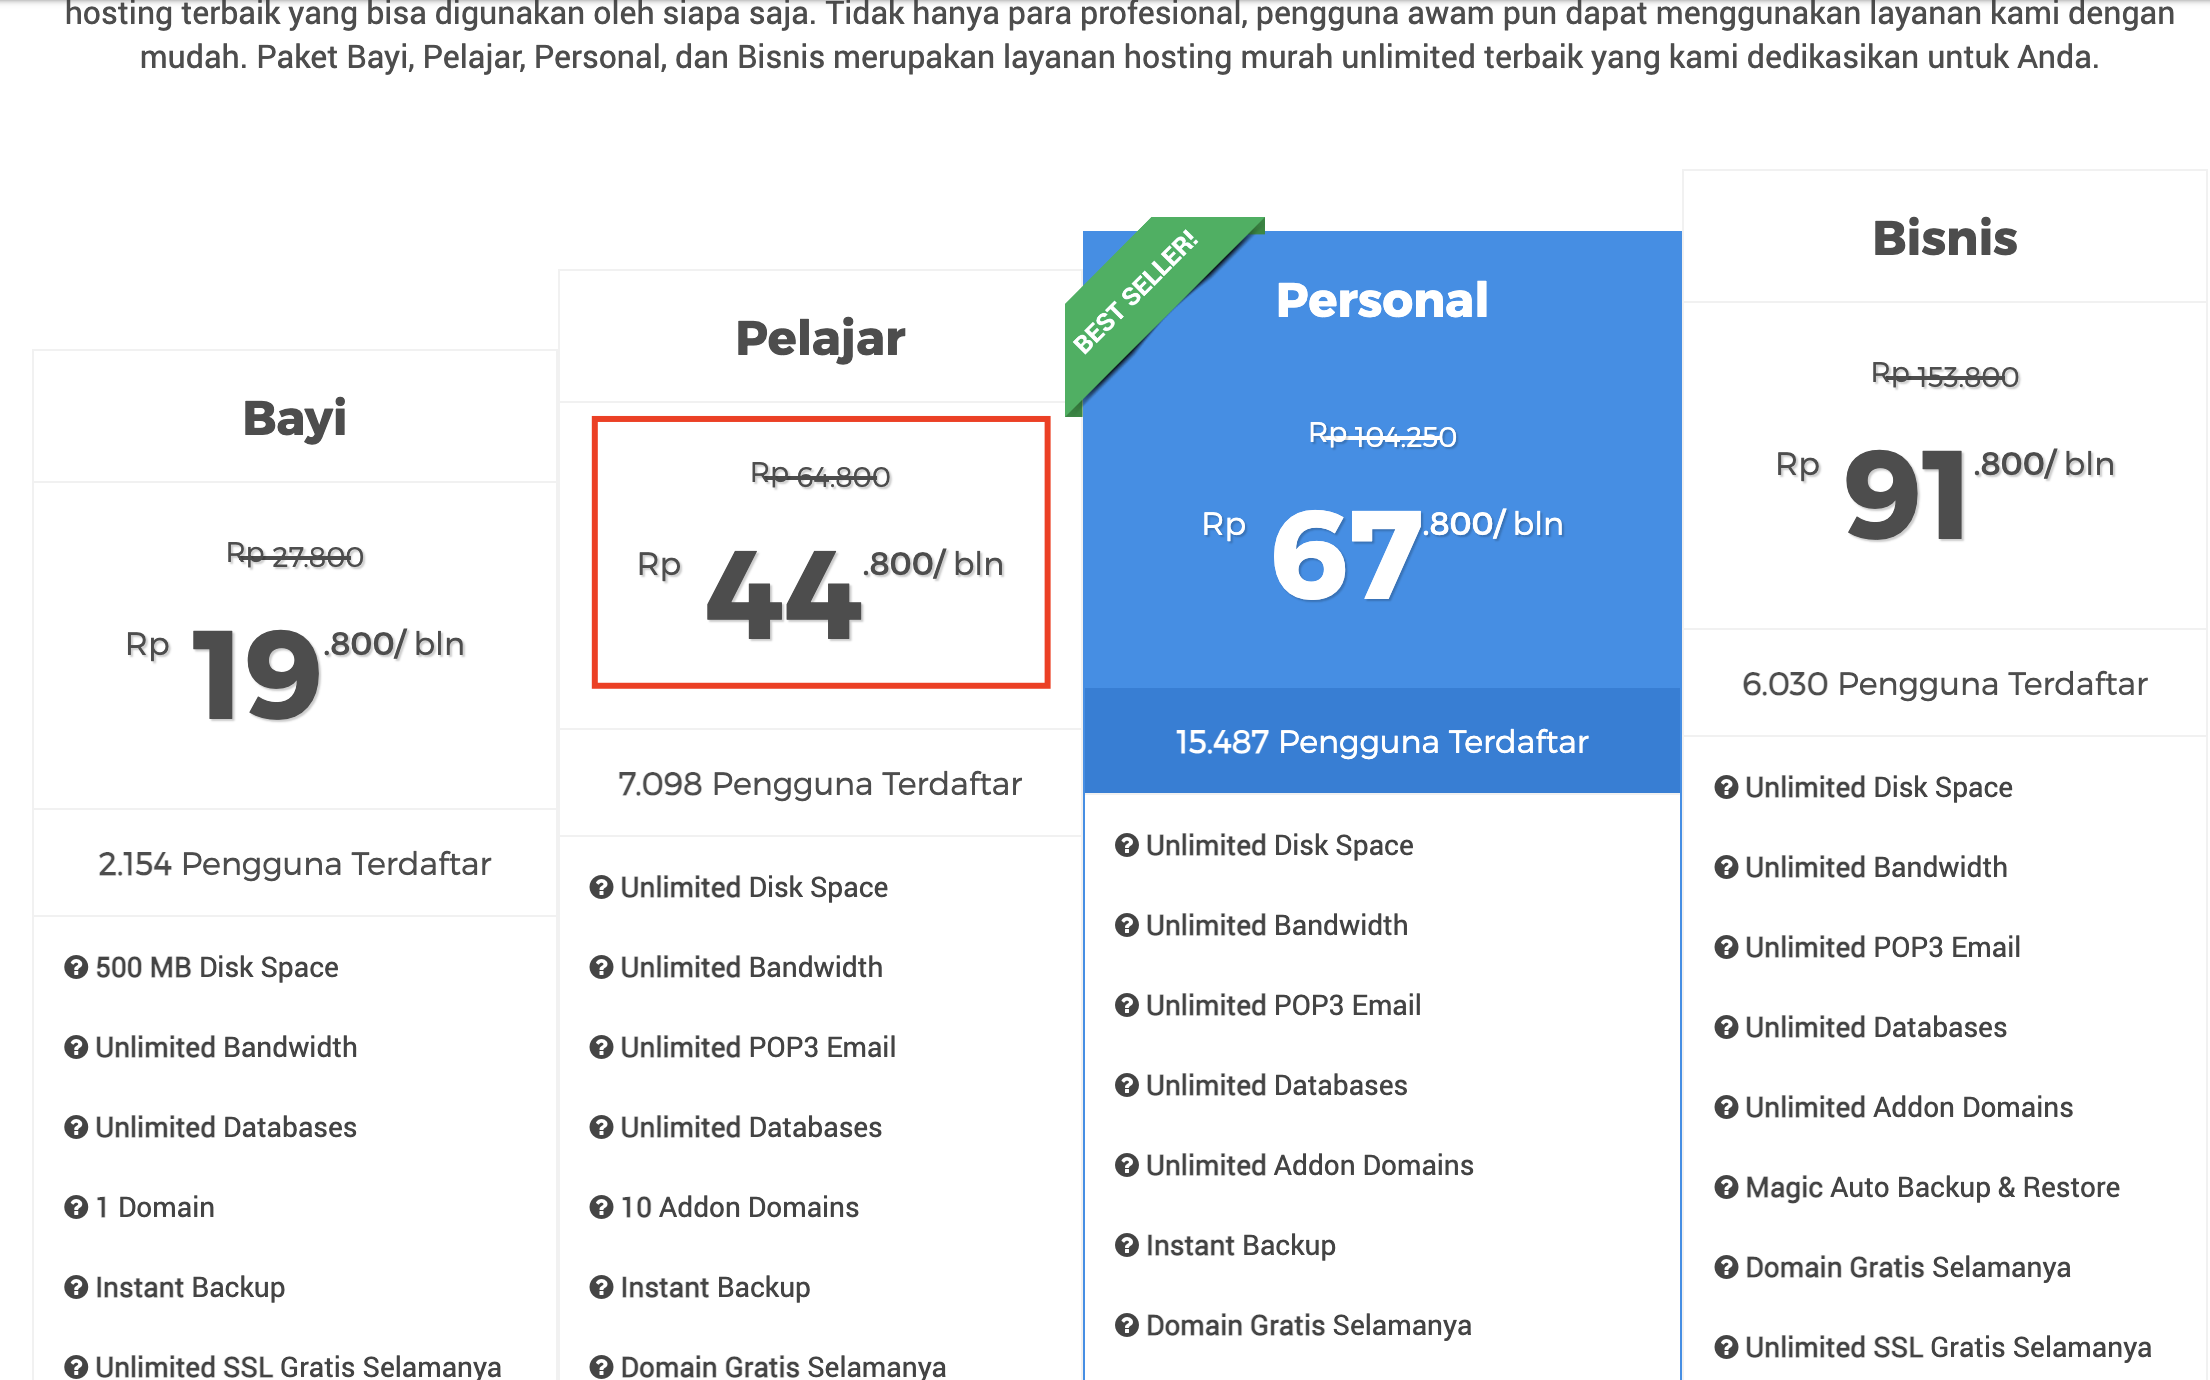 hosting terbaik yang bisa digunakan oleh siapa saja. Tidak hanya para profesional, pengguna awam pun dapat menggunakan layanan kami dengan
mudah. Paket Bayi, Pelajar, Personal, dan Bisnis merupakan layanan hosting murah unlimited terbaik yang kami dedikasikan untuk Anda.
Bayi
Rp 27.800
Rp 19.800/ bln
2.154 Pengguna Terdaftar
500 MB Disk Space
Unlimited Bandwidth
Unlimited Databases
1 Domain
Instant Backup
Unlimited SSL Gratis Selamanya
Pelajar
Rp 64.800
Rp 44.800/ bln
7.098 Pengguna Terdaftar
Unlimited Disk Space
Unlimited Bandwidth
Unlimited POP3 Email
Unlimited Databases
10 Addon Domains
Instant Backup
Domain Gratis Selamanya
BEST SELLER!
Personal
Rp 104.250
Rp 67.800/ bln
15.487 Pengguna Terdaftar
Unlimited Disk Space
Unlimited Bandwidth
Unlimited POP3 Email
Unlimited Databases
Unlimited Addon Domains
Instant Backup
Domain Gratis Selamanya
Bisnis
Rp 153.800
Rp 91.800/ bln
6.030 Pengguna Terdaftar
Unlimited Disk Space
Unlimited Bandwidth
Unlimited POP3 Email
Unlimited Databases
Unlimited Addon Domains
Magic Auto Backup & Restore
Domain Gratis Selamanya
Unlimited SSL Gratis Selamanya